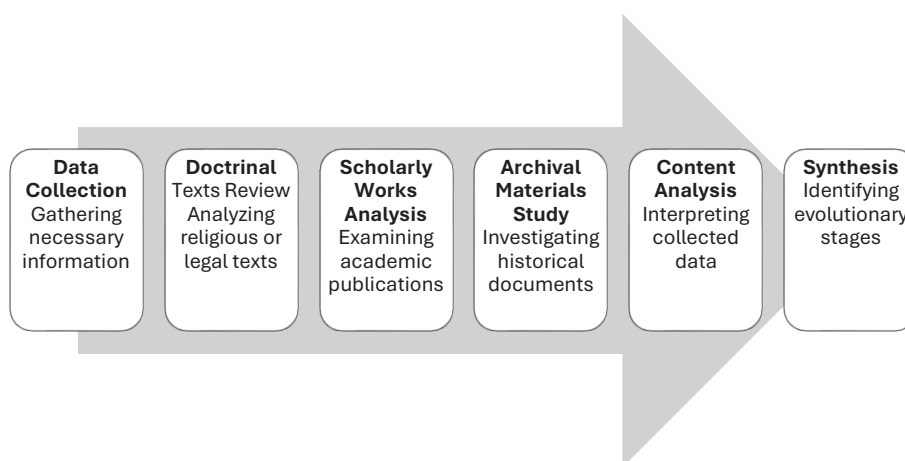 Data
Collection
Gathering
necessary
information
Doctrinal
Texts Review
Analyzing
religious or
legal texts
Scholarly
Works
Analysis
Examining
academic
publications
Archival
Materials
Study
Investigating
historical
documents
Content
Analysis
Interpreting
collected
data
Synthesis
Identifying
evolutionary
stages